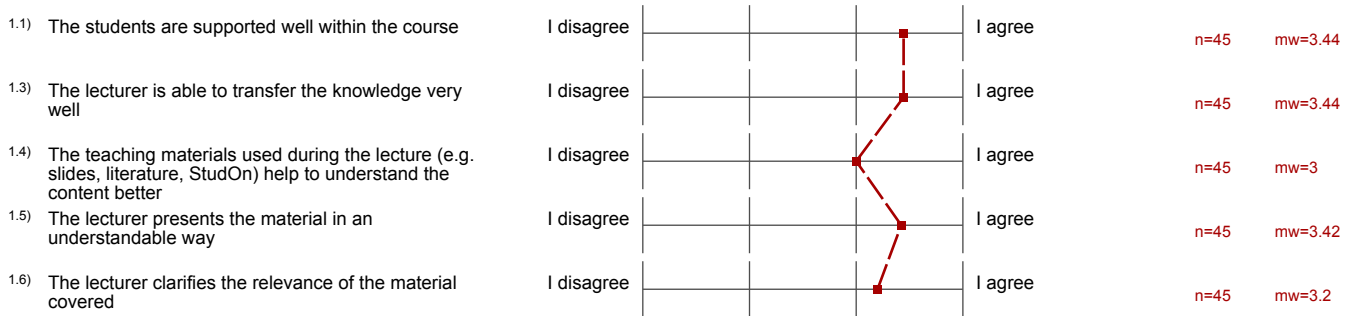 1.1) The students are supported well within the course I disagree I agree n=45 mw=3.44
1.3) The lecturer is able to transfer the knowledge very I disagree I agree n=45 mw=3.44
well
1.4) The teaching materials used during the lecture (e.g. I disagree I agree n=45 mw=3
slides, literature, StudOn) help to understand the
content better
1.5) The lecturer presents the material in an I disagree I agree n=45 mw=3.42
understandable way
1.6) The lecturer clarifies the relevance of the material I disagree I agree n=45 mw=3.2
covered